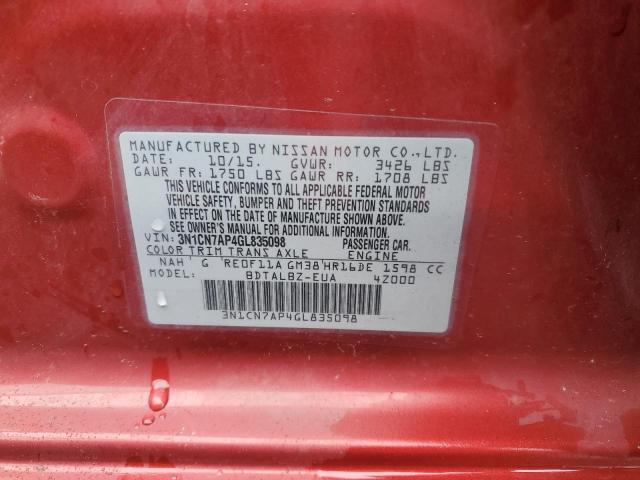 MANUFACTURED BY NISSAN MOTOR CO., LTD.
DATE: 10/15. GVWR: 3426 LBS
GAWR FR: 1750 LBS GAWR RR: 1708 LBS
THIS VEHICLE CONFORMS TO ALL APPLICABLE FEDERAL MOTOR
VEHICLE SAFETY, BUMPER AND THEFT PREVENTION STANDARDS
IN EFFECT ON THE DATE OF MANUFACTURE SHOWN ABOVE.
SEE OWNER'S MANUAL FOR ADDITIONAL INFORMATION
VIN: 3N1CN7AP4GL835098 PASSENGER CAR.
COLOR TRIM TRANS AXLE ENGINE
NAH G RE0F11A GM38 HR16DE 1598 CC
MODEL: BDTALBZ-EUA 4Z000
3N1CN7AP4GL835098